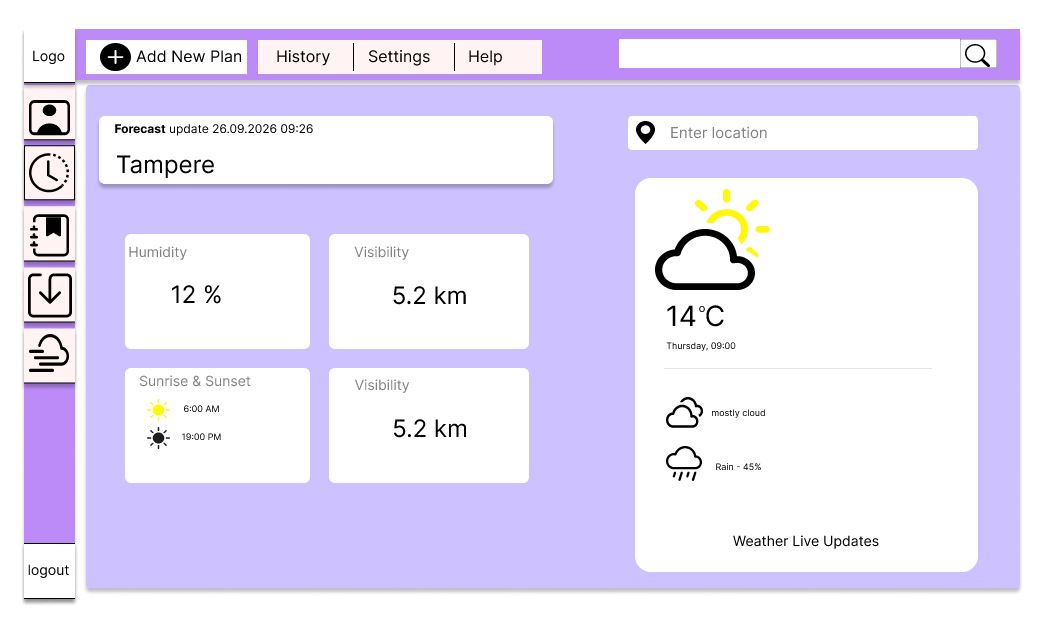 Logo
Add New Plan
History
Settings
Help
Forecast update 26.09.2026 09:26
Tampere
Enter location
Humidity
12 %
Visibility
5.2 km
Sunrise & Sunset
6:00 AM
19:00 PM
Visibility
5.2 km
14°C
Thursday, 09:00
mostly cloud
Rain - 45%
Weather Live Updates
logout